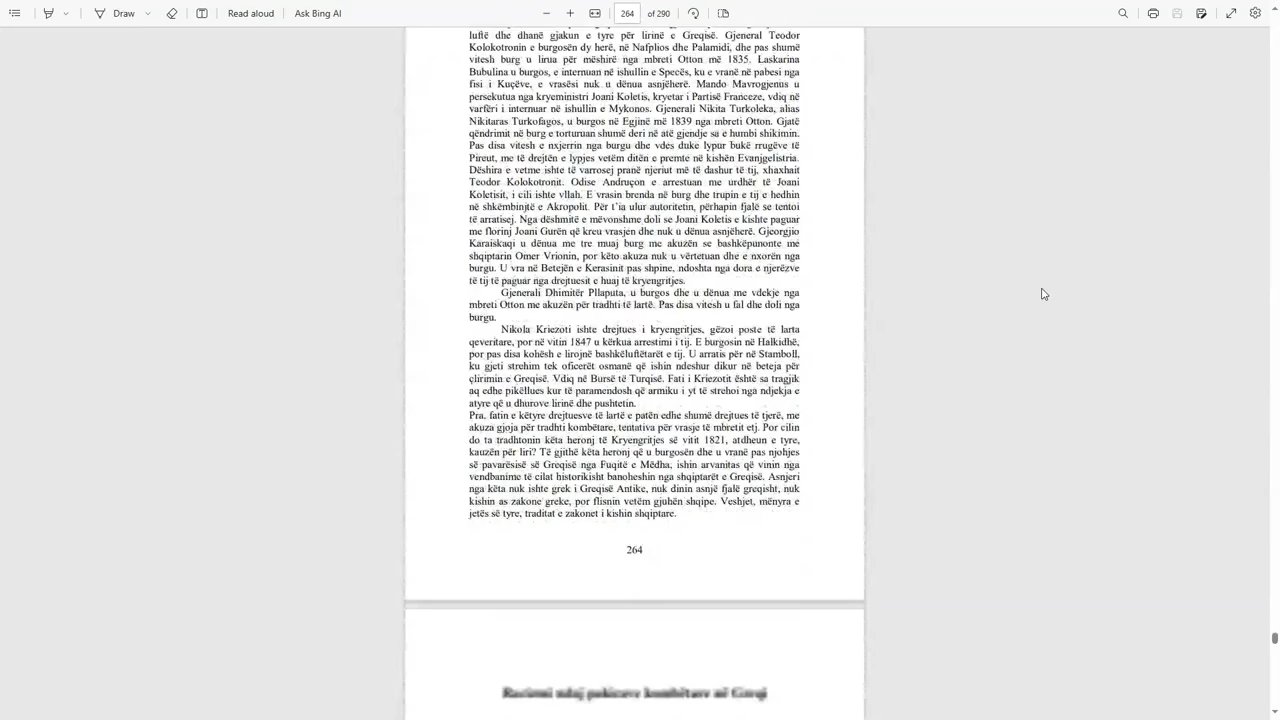 Draw
Read aloud
Ask Bing AI
264 of 290
luftë dhe dhanë gjakun e tyre për lirinë e Greqisë. Gjeneral Teodor
Kolokotronin e burgosën dy herë, në Nafplios dhe Palamidi, dhe pas shumë
vitesh burg u lirua për mëshirë nga mbreti Otton më 1835. Laskarina
Bubulina u burgos, e internuan në ishullin e Specës, ku e vranë në pabesi nga
fisi i Kuçëve, e vrasësi nuk u dënua asnjëherë. Mando Mavrogjenus u
persekutua nga kryeministri Joani Koletis, kryetar i Partisë Franceze, vdiq në
varfëri i internuar në ishullin e Mykonos. Gjenerali Nikita Turkoleka, alias
Nikitaras Turkofagos, u burgos në Egjinë më 1839 nga mbreti Otton. Gjatë
qëndrimit në burg e torturuan shumë deri në atë gjendje sa e humbi shikimin.
Pas disa vitesh e nxjerrin nga burgu dhe vdes duke lypur bukë rrugëve të
Pireut, me të drejtën e lypjes vetëm ditën e premte në kishën Evanjgelistria.
Dëshira e vetme ishte të varrosej pranë njeriut më të dashur të tij, xhaxhait
Teodor Kolokotronit. Odise Andruçon e arrestuan me urdhër të Joani
Koletisit, i cili ishte vllah. E vrasin brenda në burg dhe trupin e tij e hedhin
në shkëmbinjtë e Akropolit. Për t'ia ulur autoritetin, përhapin fjalë se tentoi
të arratisej. Nga dëshmitë e mëvonshme doli se Joani Koletis e kishte paguar
me florinj Joani Gurën që kreu vrasjen dhe nuk u dënua asnjëherë. Gjeorgjio
Karaiskaqi u dënua me tre muaj burg me akuzën se bashkëpunonte me
shqiptarin Omer Vrionin, por këto akuza nuk u vërtetuan dhe e nxorën nga
burgu. U vra në Betejën e Kerasinit pas shpine, ndoshta nga dora e njerëzve
të tij të paguar nga drejtuesit e huaj të kryengritjes.
Gjenerali Dhimitër Pllaputa, u burgos dhe u dënua me vdekje nga
mbreti Otton me akuzën për tradhti të lartë. Pas disa vitesh u fal dhe doli nga
burgu.
Nikola Kriezoti ishte drejtues i kryengritjes, gëzoi poste të larta
qeveritare, por në vitin 1847 u kërkua arrestimi i tij. E burgosin në Halkidhë,
por pas disa kohësh e lirojnë bashkëluftëtarët e tij. U arratis për në Stamboll,
ku gjeti strehim tek oficerët osmanë që ishin ndeshur dikur në beteja për
çlirimin e Greqisë. Vdiq në Bursë të Turqisë. Fati i Kriezotit është sa tragjik
aq edhe pikëllues kur të paramendosh që armiku i yt të strehoi nga ndjekja e
atyre që u dhurove lirinë dhe pushtetin.
Pra, fatin e këtyre drejtuesve të lartë e patën edhe shumë drejtues të tjerë, me
akuza gjoja për tradhti kombëtare, tentativa për vrasje të mbretit etj. Por cilin
do ta tradhtonin këta heronj të Kryengritjes së vitit 1821, atdheun e tyre,
kauzën për liri? Të gjithë këta heronj që u burgosën dhe u vranë pas njohjes
së pavarësisë së Greqisë nga Fuqitë e Mëdha, ishin arvanitas që vinin nga
vendbanime të cilat historikisht banoheshin nga shqiptarët e Greqisë. Asnjeri
nga këta nuk ishte grek i Greqisë Antike, nuk dinin asnjë fjalë greqisht, nuk
kishin as zakone greke, por flisnin vetëm gjuhën shqipe. Veshjet, mënyra e
jetës së tyre, traditat e zakonet i kishin shqiptare.
264
Racizmi ndaj pakicave kombëtare në Greqi